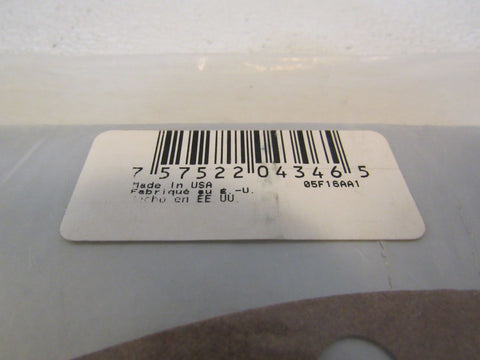 7 57522 04346 5
Made In USA 05F16AA1
Fabriqué au É.-U.
Hecho en EE UU.